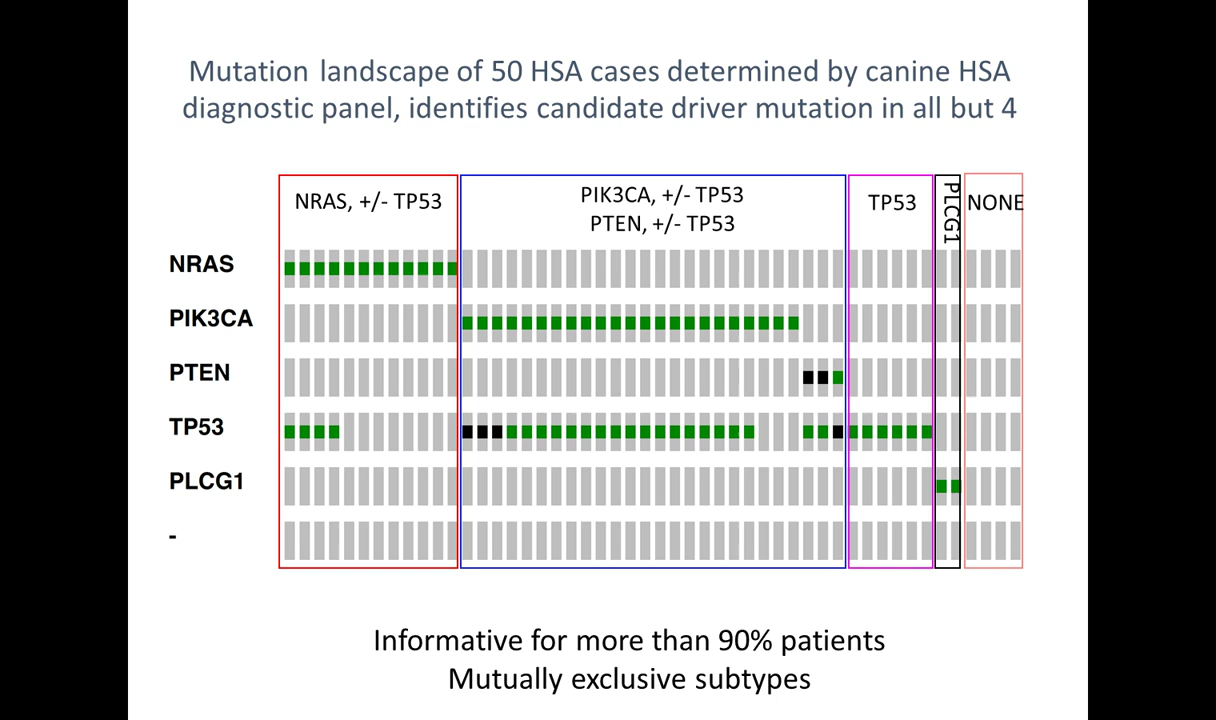 Mutation landscape of 50 HSA cases determined by canine HSA
diagnostic panel, identifies candidate driver mutation in all but 4
NRAS, +/- TP53
PIK3CA, +/- TP53
PTEN, +/- TP53
TP53
PLCG1
NONE
NRAS
PIK3CA
PTEN
TP53
PLCG1
-
Informative for more than 90% patients
Mutually exclusive subtypes